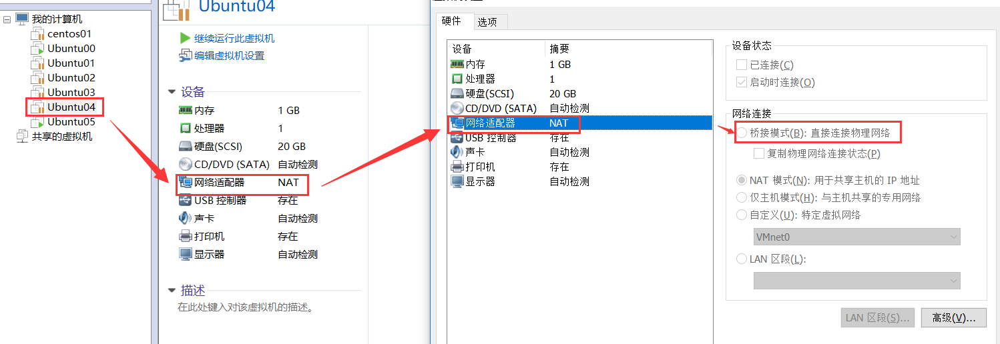 我的计算机
centos01
Ubuntu00
Ubuntu01
Ubuntu02
Ubuntu03
Ubuntu04
Ubuntu05
共享的虚拟机
Ubuntu04
继续运行此虚拟机
编辑虚拟机设置
设备
内存 1 GB
处理器 1
硬盘(SCSI) 20 GB
CD/DVD (SATA) 自动检测
网络适配器 NAT
USB 控制器 存在
声卡 自动检测
打印机 存在
显示器 自动检测
描述
在此处键入对该虚拟机的描述。
硬件 选项
设备 摘要
内存 1 GB
处理器 1
硬盘(SCSI) 20 GB
CD/DVD (SATA) 自动检测
网络适配器 NAT
USB 控制器 存在
声卡 自动检测
打印机 存在
显示器 自动检测
设备状态
已连接(C)
启动时连接(O)
网络连接
桥接模式(B): 直接连接物理网络
复制物理网络连接状态(P)
NAT 模式(N): 用于共享主机的 IP 地址
仅主机模式(H): 与主机共享的专用网络
自定义(U): 特定虚拟网络
VMnet0
LAN 区段(L):
LAN 区段(S)... 高级(V)...